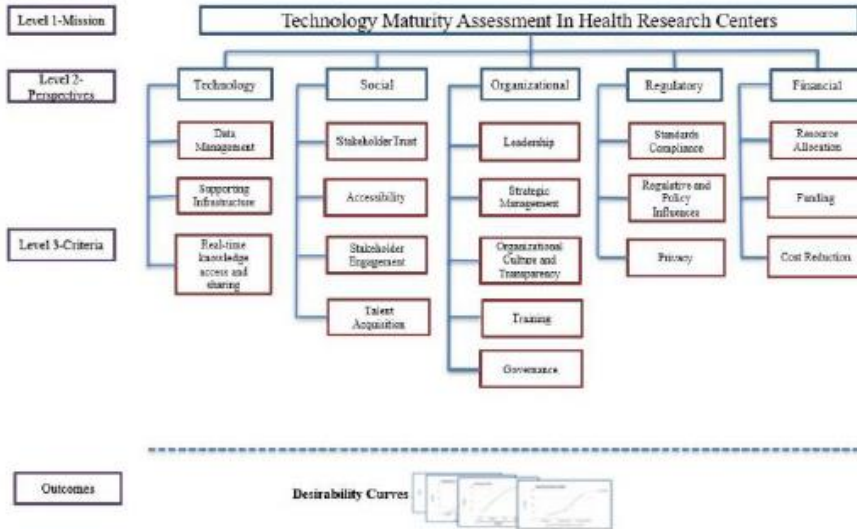 Level 1-Mission
Technology Maturity Assessment In Health Research Centers
Level 2-
Perspectives
Technology
Social
Organizational
Regulatory
Financial
Level 3-Criteria
Data
Management
Supporting
Infrastructure
Real-time
knowledge
access and
sharing
Stakeholder Trust
Accessibility
Stakeholder
Engagement
Talent
Acquisition
Leadership
Strategic
Management
Organizational
Culture and
Transparency
Training
Governance
Standards
Compliance
Regulative and
Policy
Influences
Privacy
Resource
Allocation
Funding
Cost Reduction
Outcomes
Desirability Curves